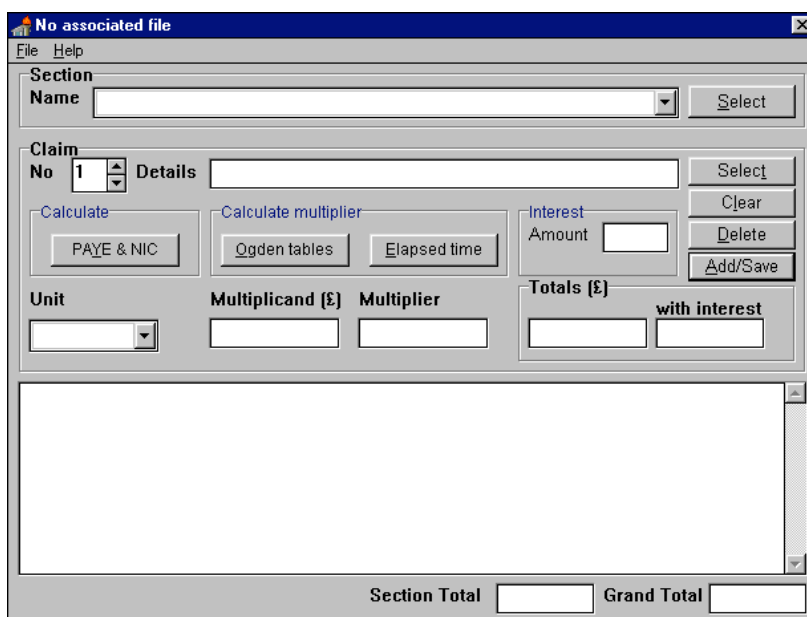 No associated file
File Help
Section
Name
Select
Claim
No 1 Details
Select
Clear
Delete
Add/Save
Calculate
PAYE & NIC
Calculate multiplier
Ogden tables Elapsed time
Interest
Amount
Unit
Multiplicand (£) Multiplier
Totals (£)
with interest
Section Total Grand Total